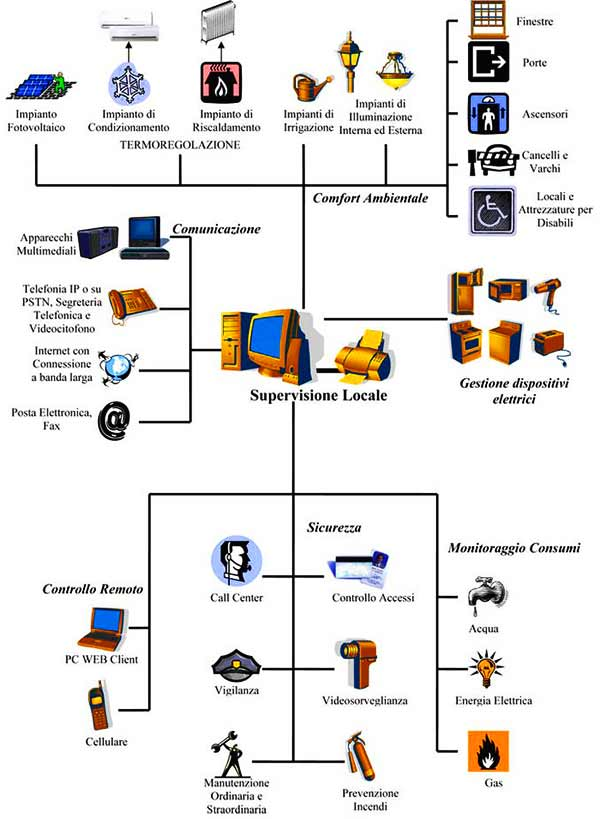 Finestre
Porte
Ascensori
Cancelli e
Varchi
Locali e
Attrezzature per
Disabili
Impianto
Fotovoltaico
Impianto di
Condizionamento
Impianto di
Riscaldamento
TERMOREGOLAZIONE
Impianti di
Irrigazione
Impianti di
Illuminazione
Interna ed Esterna
Comfort Ambientale
Comunicazione
Apparecchi
Multimediali
Telefonia IP o su
PSTN, Segreteria
Telefonica e
Videocitofono
Internet con
Connessione
a banda larga
Posta Elettronica,
Fax
@
Supervisione Locale
Gestione dispositivi
elettrici
Controllo Remoto
PC WEB Client
Cellulare
Sicurezza
Call Center
Controllo Accessi
Vigilanza
Videosorveglianza
Manutenzione
Ordinaria e
Straordinaria
Prevenzione
Incendi
Monitoraggio Consumi
Acqua
Energia Elettrica
Gas